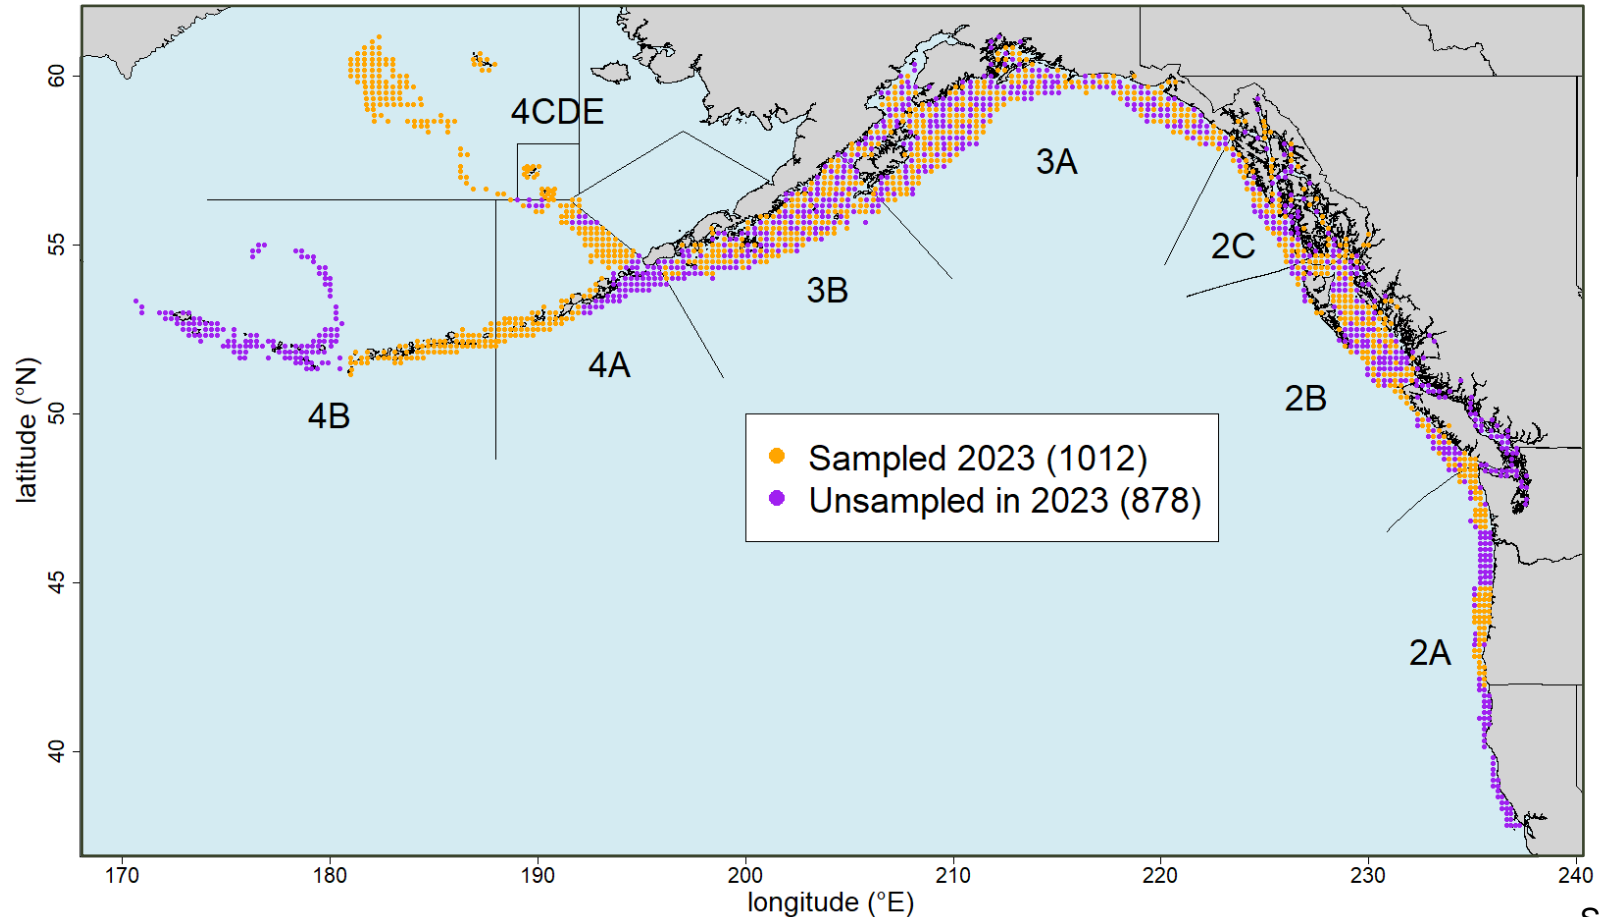 60
55
50
45
40
latitude (°N)
4CDE
3A
2C
3B
4A
2B
4B
Sampled 2023 (1012)
Unsampled in 2023 (878)
2A
170
180
190
200
210
220
230
240
longitude (°E)
S